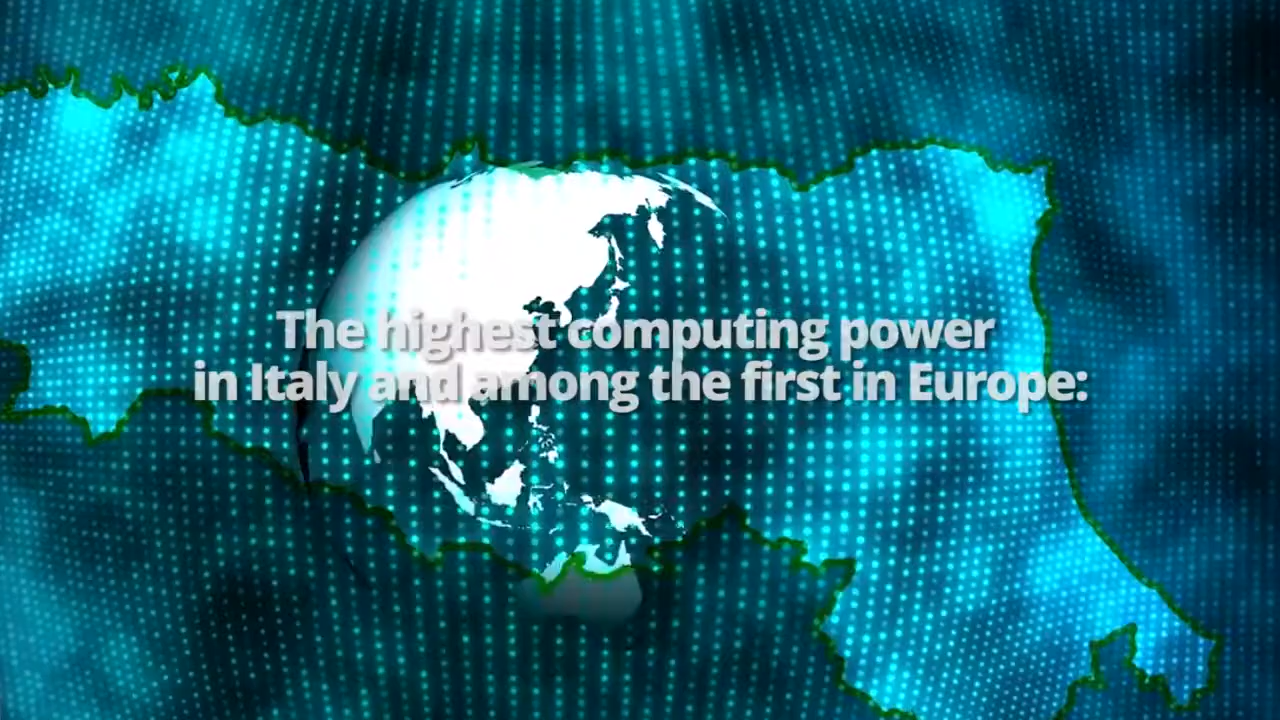 The highest computing power
in Italy and among the first in Europe: